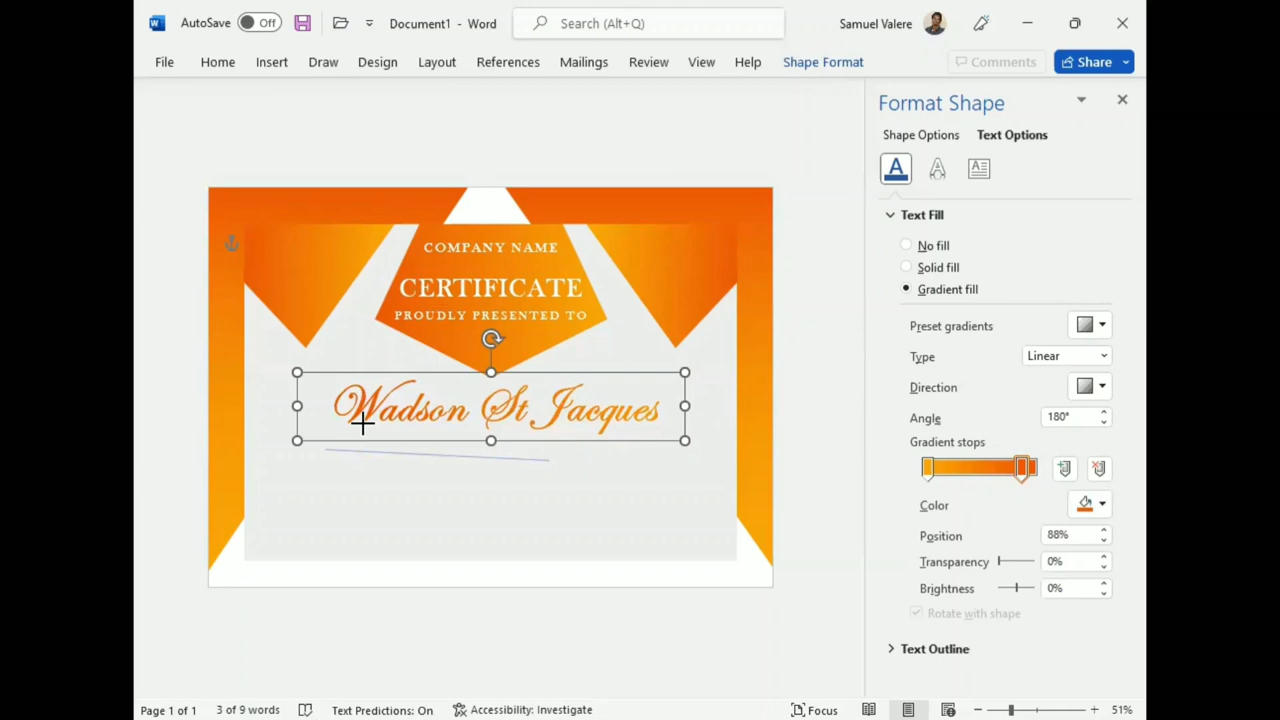 AutoSave Off Document1 - Word Search (Alt+Q) Samuel Valere
File Home Insert Draw Design Layout References Mailings Review View Help Shape Format Comments Share
Format Shape
Shape Options Text Options
Text Fill
No fill
Solid fill
Gradient fill
Preset gradients
Type Linear
Direction
Angle 180°
Gradient stops
Color
Position 88%
Transparency 0%
Brightness 0%
Rotate with shape
Text Outline
COMPANY NAME
CERTIFICATE
PROUDLY PRESENTED TO
Wadson St Jacques
Page 1 of 1 3 of 9 words Text Predictions: On Accessibility: Investigate Focus 51%